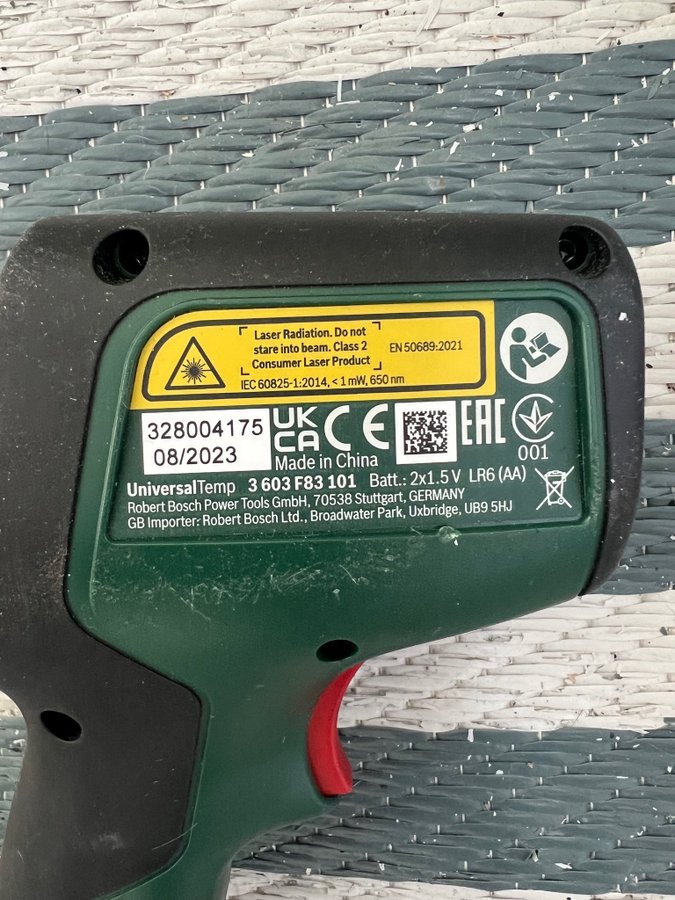 Laser Radiation. Do not
stare into beam. Class 2
Consumer Laser Product
EN 50689:2021
IEC 60825-1:2014, < 1 mW, 650 nm
328004175
08/2023
UK
CA
CE
EAC
001
Made in China
UniversalTemp 3 603 F83 101 Batt.: 2x1.5 V LR6 (AA)
Robert Bosch Power Tools GmbH, 70538 Stuttgart, GERMANY
GB Importer: Robert Bosch Ltd., Broadwater Park, Uxbridge, UB9 5HJ